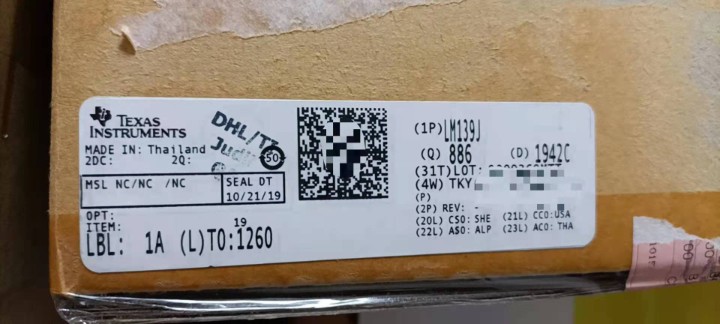 TEXAS
INSTRUMENTS
MADE IN: Thailand
2DC: 2Q:
MSL NC/NC /NC
SEAL DT
10/21/19
OPT:
ITEM:
19
LBL: 1A (L)TO:1260
DHL/TI
50
(1P)LM139J
(Q) 886 (D) 1942C
(31T)LOT:
(4W) TKY
(P)
(2P) REV: -
(20L) CSO: SHE (21L) CCO:USA
(22L) ASO: ALP (23L) ACO: THA